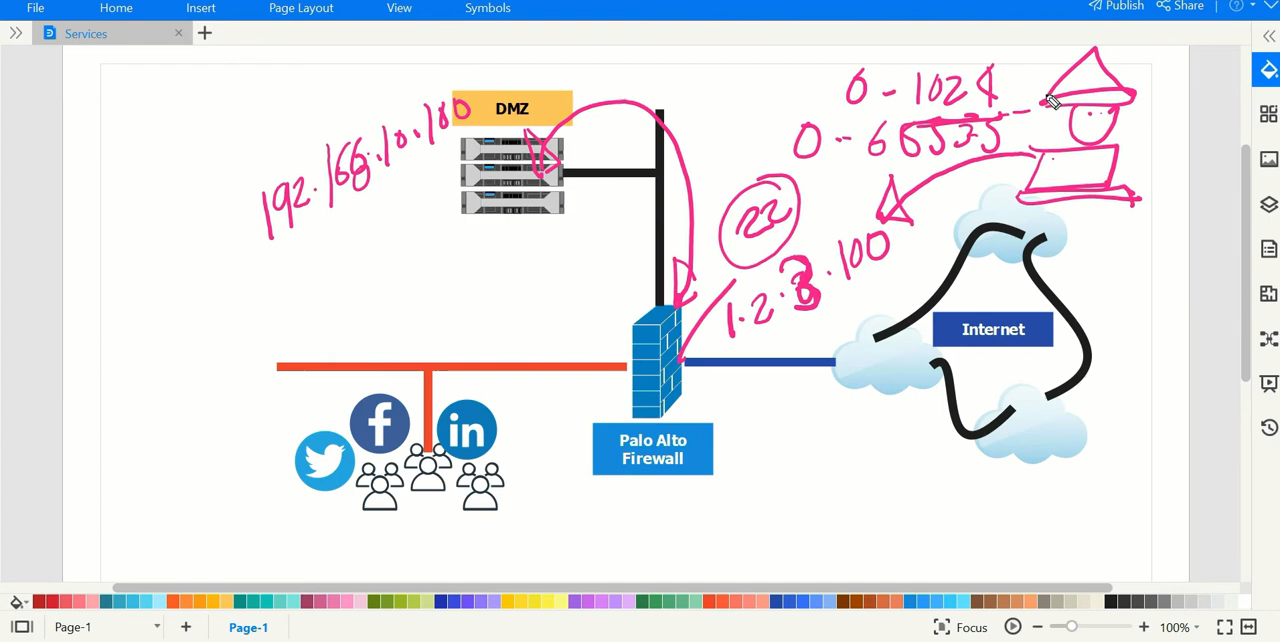 File Home Insert Page Layout View Symbols
Publish Share
Services
DMZ
192.168.10.100
0 - 1024
0 - 65535
22
1.2.3.100
Internet
Palo Alto
Firewall
f
in
Page-1
Page-1
Focus
100%